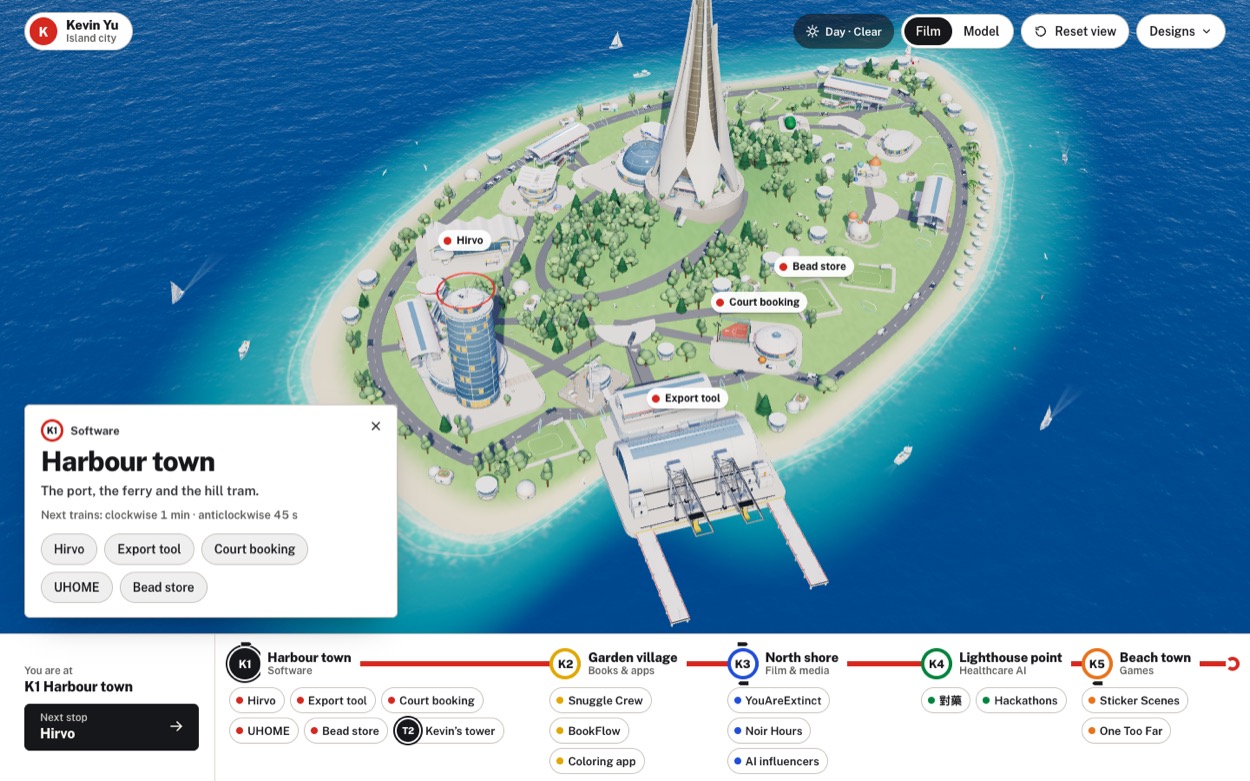 K
Kevin Yu
Island city
Day · Clear
Film
Model
Reset view
Designs
Hirvo
Bead store
Court booking
Export tool
K1 Software
Harbour town
The port, the ferry and the hill tram.
Next trains: clockwise 1 min · anticlockwise 45 s
Hirvo
Export tool
Court booking
UHOME
Bead store
You are at
K1 Harbour town
Next stop
Hirvo
K1
Harbour town
Software
Hirvo
Export tool
Court booking
UHOME
Bead store
T2
Kevin's tower
K2
Garden village
Books & apps
Snuggle Crew
BookFlow
Coloring app
K3
North shore
Film & media
YouAreExtinct
Noir Hours
AI influencers
K4
Lighthouse point
Healthcare AI
對藥
Hackathons
K5
Beach town
Games
Sticker Scenes
One Too Far